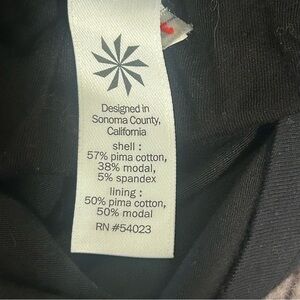 Designed in
Sonoma County,
California
shell :
57% pima cotton,
38% modal,
5% spandex
lining :
50% pima cotton,
50% modal
RN #54023